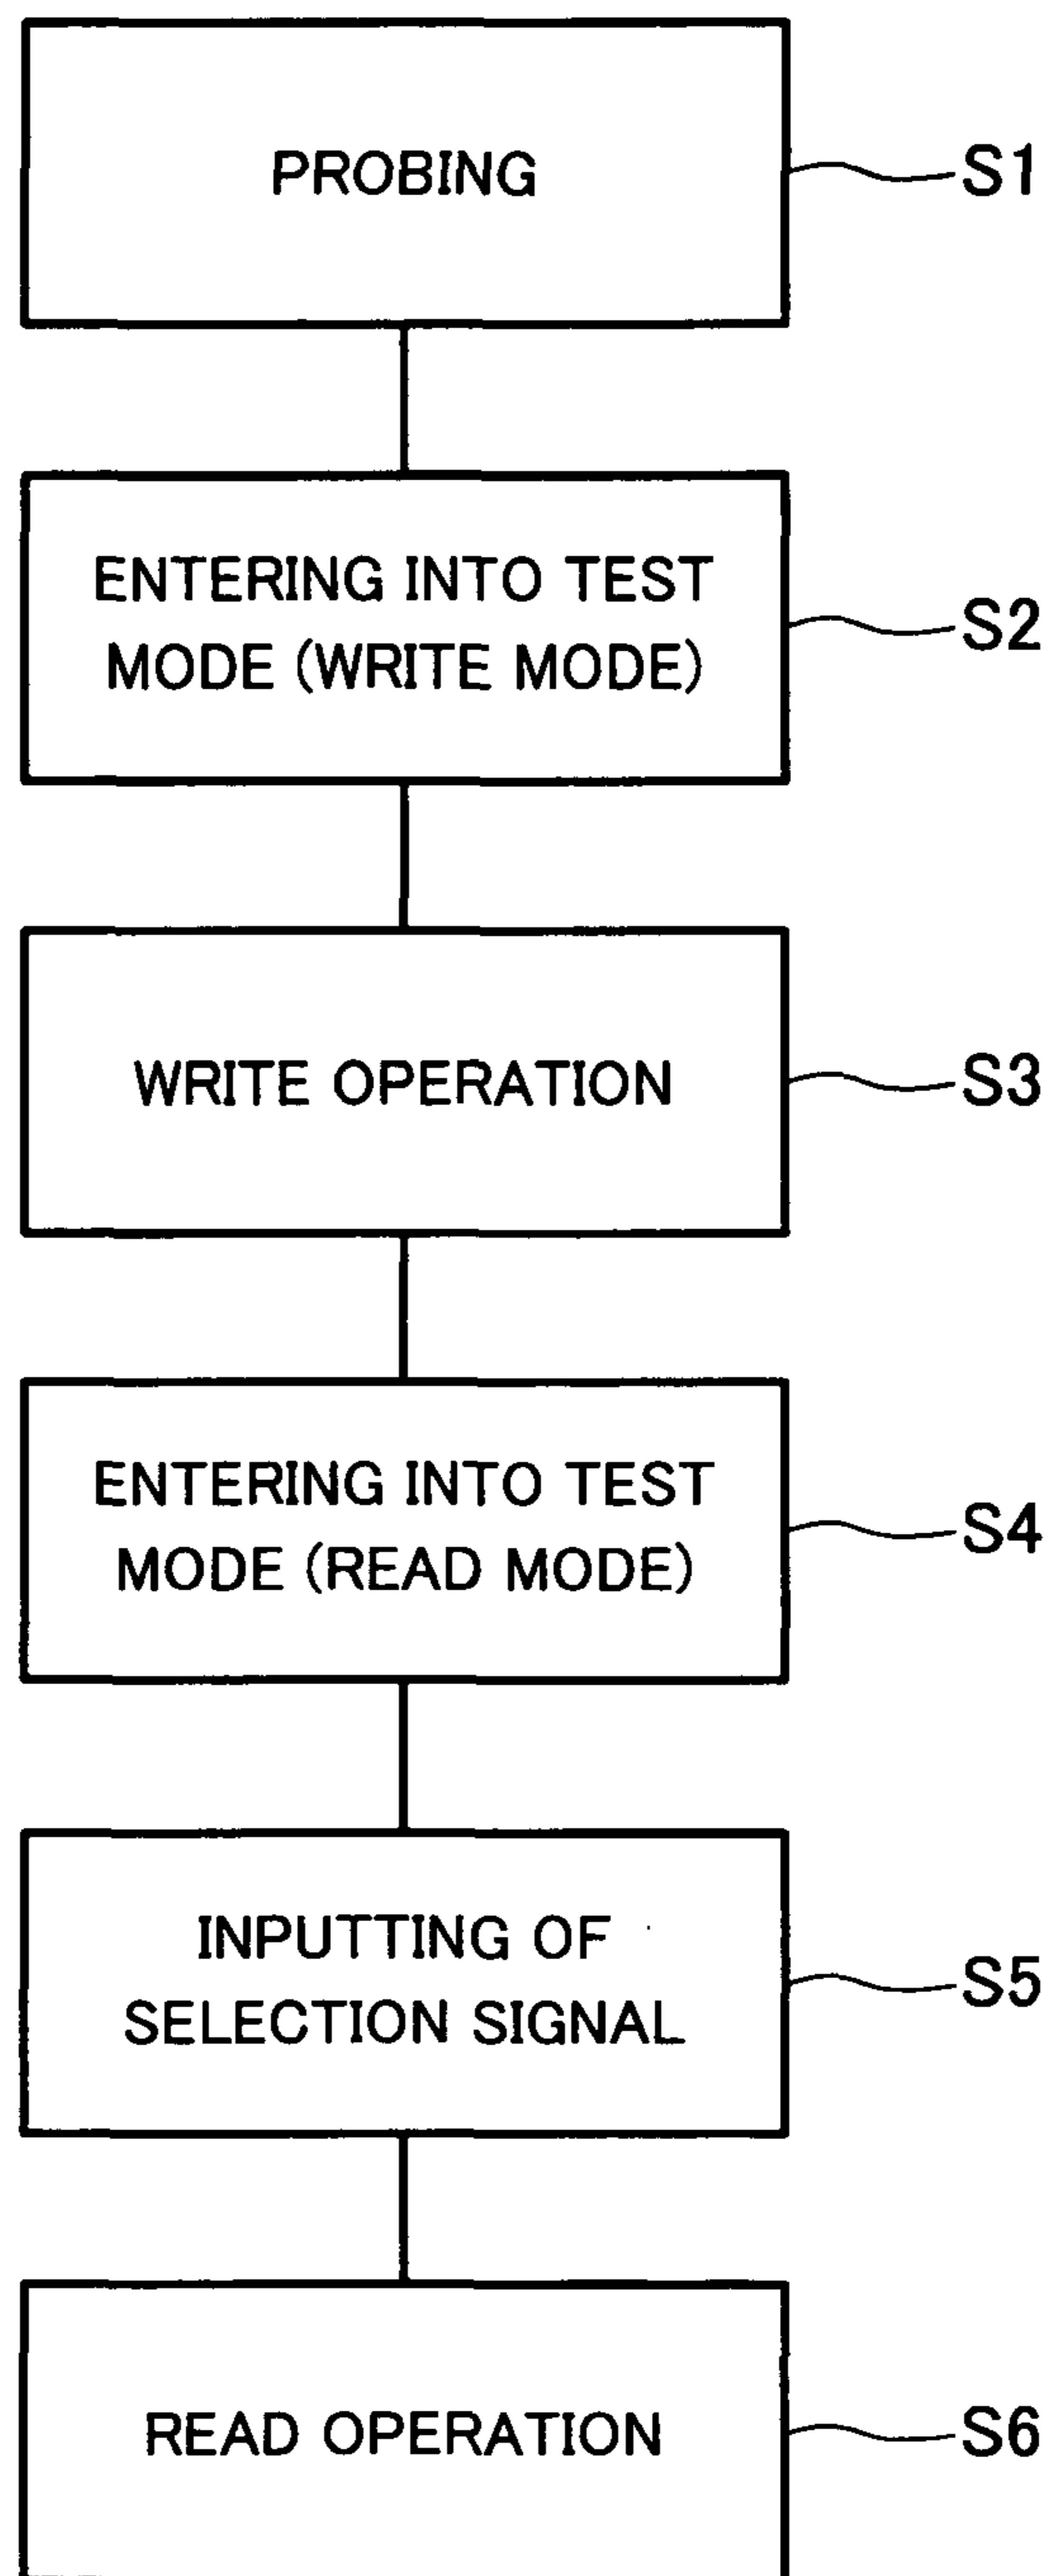 PROBING
S1
ENTERING INTO TEST
MODE (WRITE MODE)
S2
WRITE OPERATION
S3
ENTERING INTO TEST
MODE (READ MODE)
S4
INPUTTING OF
SELECTION SIGNAL
S5
READ OPERATION
S6